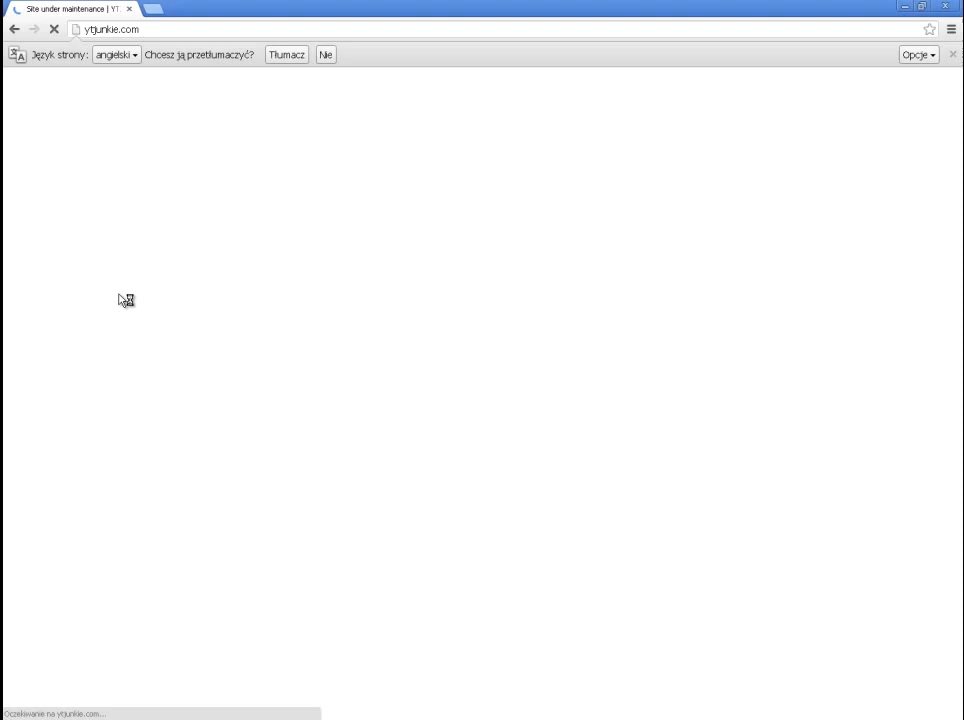 Site under maintenance | YT
ytjunkie.com
Język strony: angielski Chcesz ją przetłumaczyć? Tłumacz Nie Opcje
Oczekiwanie na ytjunkie.com...